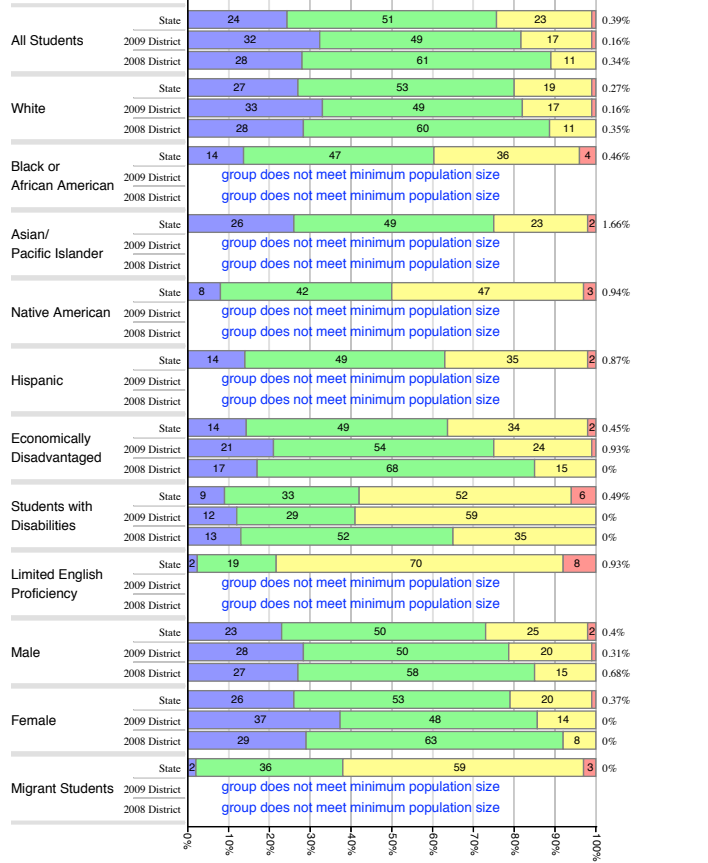 State 24 51 23 0.39%
All Students 2009 District 32 49 17 0.16%
2008 District 28 61 11 0.34%
State 27 53 19 0.27%
White 2009 District 33 49 17 0.16%
2008 District 28 60 11 0.35%
State 14 47 36 4 0.46%
Black or
African American 2009 District group does not meet minimum population size
2008 District group does not meet minimum population size
State 26 49 23 2 1.66%
Asian/
Pacific Islander 2009 District group does not meet minimum population size
2008 District group does not meet minimum population size
State 8 42 47 3 0.94%
Native American 2009 District group does not meet minimum population size
2008 District group does not meet minimum population size
State 14 49 35 2 0.87%
Hispanic 2009 District group does not meet minimum population size
2008 District group does not meet minimum population size
State 14 49 34 2 0.45%
Economically
Disadvantaged 2009 District 21 54 24 0.93%
2008 District 17 68 15 0%
State 9 33 52 6 0.49%
Students with
Disabilities 2009 District 12 29 59 0%
2008 District 13 52 35 0%
State 2 19 70 8 0.93%
Limited English
Proficiency 2009 District group does not meet minimum population size
2008 District group does not meet minimum population size
State 23 50 25 2 0.4%
Male 2009 District 28 50 20 0.31%
2008 District 27 58 15 0.68%
State 26 53 20 0.37%
Female 2009 District 37 48 14 0%
2008 District 29 63 8 0%
State 2 36 59 3 0%
Migrant Students 2009 District group does not meet minimum population size
2008 District group does not meet minimum population size
0% 10% 20% 30% 40% 50% 60% 70% 80% 90% 100%